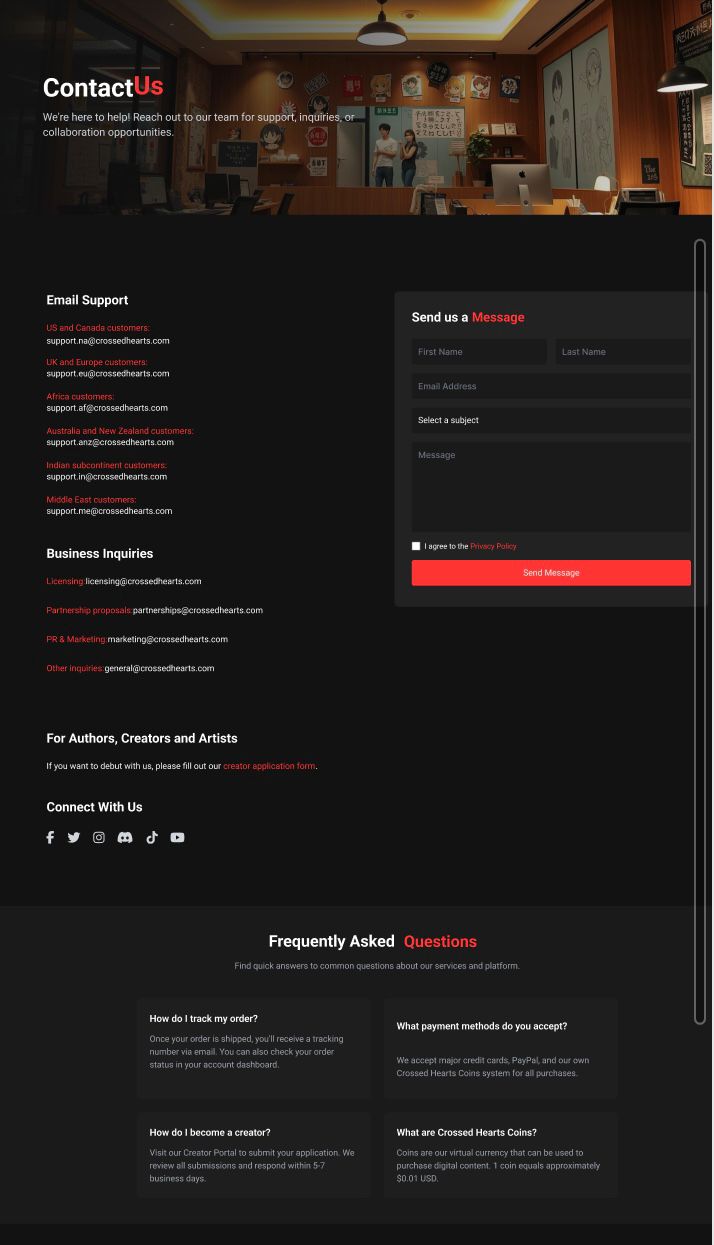 Contact Us
We're here to help! Reach out to our team for support, inquiries, or
collaboration opportunities.
Email Support
US and Canada customers:
support.na@crossedhearts.com
UK and Europe customers:
support.eu@crossedhearts.com
Africa customers:
support.af@crossedhearts.com
Australia and New Zealand customers:
support.anz@crossedhearts.com
Indian subcontinent customers:
support.in@crossedhearts.com
Middle East customers:
support.me@crossedhearts.com
Business Inquiries
Licensing:licensing@crossedhearts.com
Partnership proposals:partnerships@crossedhearts.com
PR & Marketing:marketing@crossedhearts.com
Other inquiries:general@crossedhearts.com
For Authors, Creators and Artists
If you want to debut with us, please fill out our creator application form.
Connect With Us
Send us a Message
First Name
Last Name
Email Address
Select a subject
Message
I agree to the Privacy Policy
Send Message
Frequently Asked Questions
Find quick answers to common questions about our services and platform.
How do I track my order?
Once your order is shipped, you'll receive a tracking
number via email. You can also check your order
status in your account dashboard.
What payment methods do you accept?
We accept major credit cards, PayPal, and our own
Crossed Hearts Coins system for all purchases.
How do I become a creator?
Visit our Creator Portal to submit your application. We
review all submissions and respond within 5-7
business days.
What are Crossed Hearts Coins?
Coins are our virtual currency that can be used to
purchase digital content. 1 coin equals approximately
$0.01 USD.